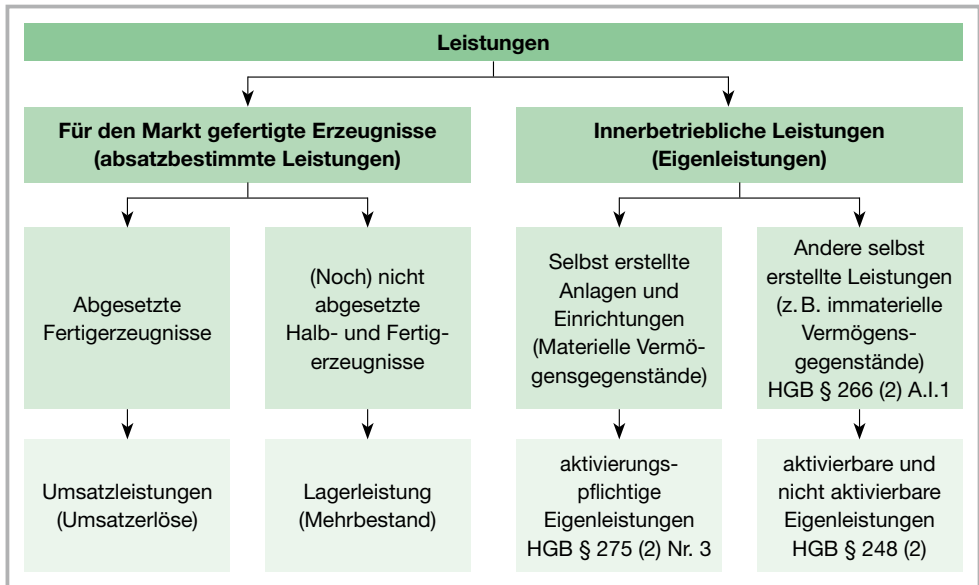 Leistungen
Für den Markt gefertigte Erzeugnisse
(absatzbestimmte Leistungen)
Innerbetriebliche Leistungen
(Eigenleistungen)
Abgesetzte
Fertigerzeugnisse
(Noch) nicht
abgesetzte
Halb- und Fertig-
erzeugnisse
Selbst erstellte
Anlagen und
Einrichtungen
(Materielle Vermö-
gensgegenstände)
Andere selbst
erstellte Leistungen
(z. B. immaterielle
Vermögens-
gegenstände)
HGB § 266 (2) A.I.1
Umsatzleistungen
(Umsatzerlöse)
Lagerleistung
(Mehrbestand)
aktivierungs-
pflichtige
Eigenleistungen
HGB § 275 (2) Nr. 3
aktivierbare und
nicht aktivierbare
Eigenleistungen
HGB § 248 (2)